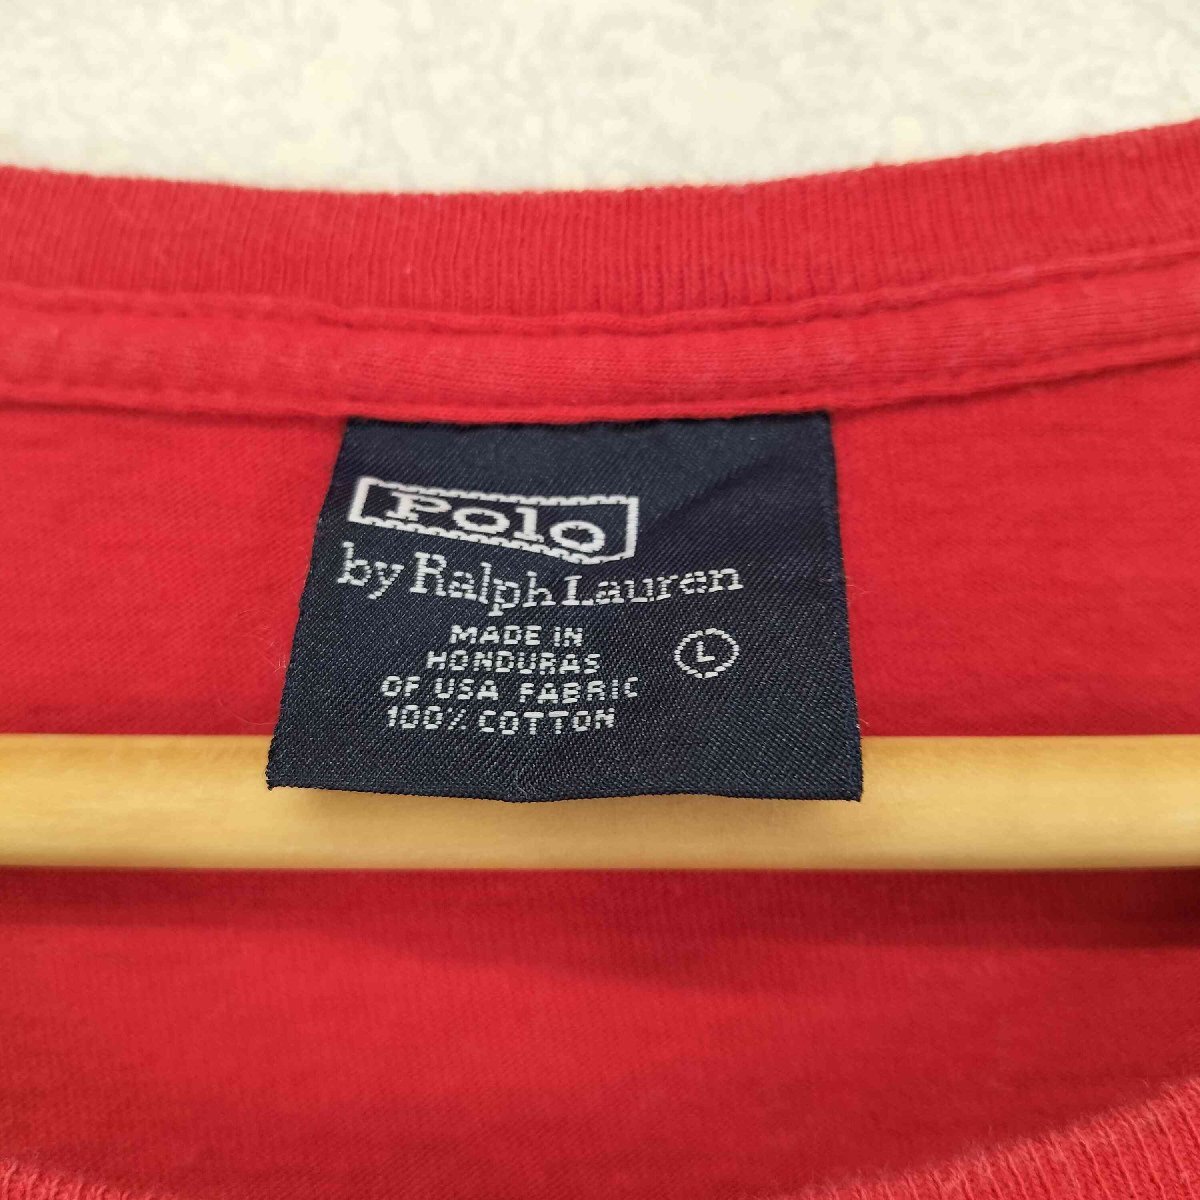 Polo
by Ralph Lauren
MADE IN
HONDURAS
OF USA FABRIC
100% COTTON
L